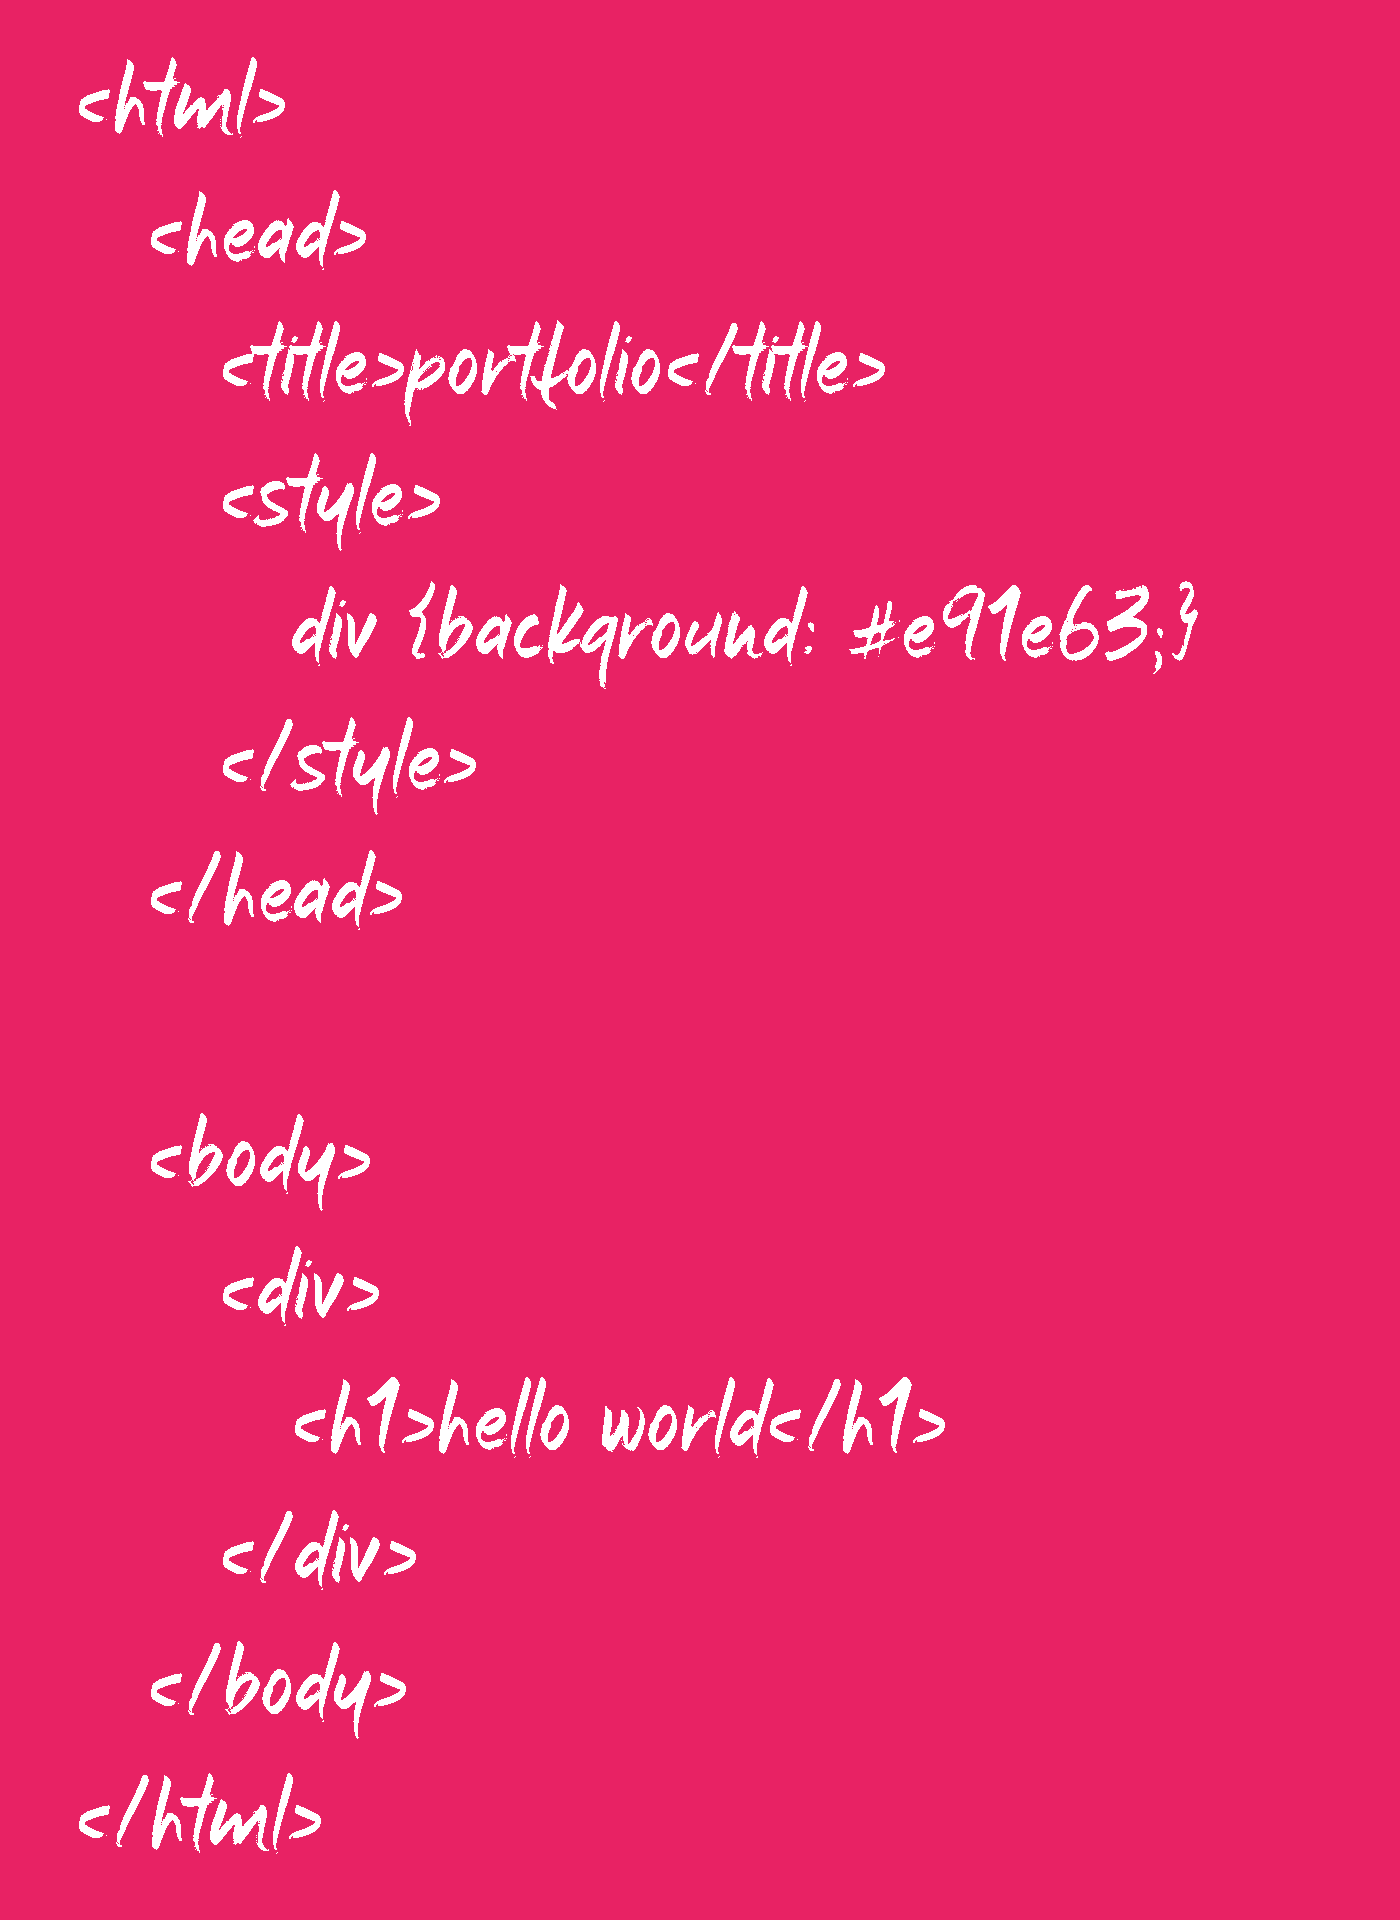 <html>
<head>
<title>portfolio</title>
<style>
div {background: #e91e63;}
</style>
</head>
<body>
<div>
<h1>hello world</h1>
</div>
</body>
</html>